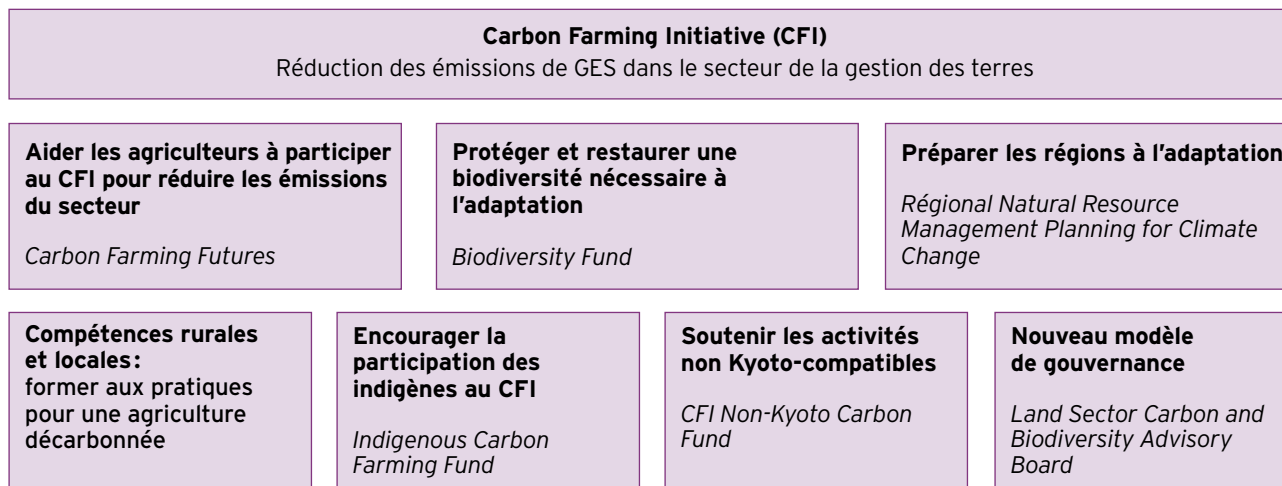 Carbon Farming Initiative (CFI)
Réduction des émissions de GES dans le secteur de la gestion des terres
Aider les agriculteurs à participer
au CFI pour réduire les émissions
du secteur
Carbon Farming Futures
Protéger et restaurer une
biodiversité nécessaire à
l'adaptation
Biodiversity Fund
Préparer les régions à l'adaptation
Régional Natural Resource
Management Planning for Climate
Change
Compétences rurales
et locales :
former aux pratiques
pour une agriculture
décarbonnée
Encourager la
participation des
indigènes au CFI
Indigenous Carbon
Farming Fund
Soutenir les activités
non Kyoto-compatibles
CFI Non-Kyoto Carbon
Fund
Nouveau modèle
de gouvernance
Land Sector Carbon and
Biodiversity Advisory
Board